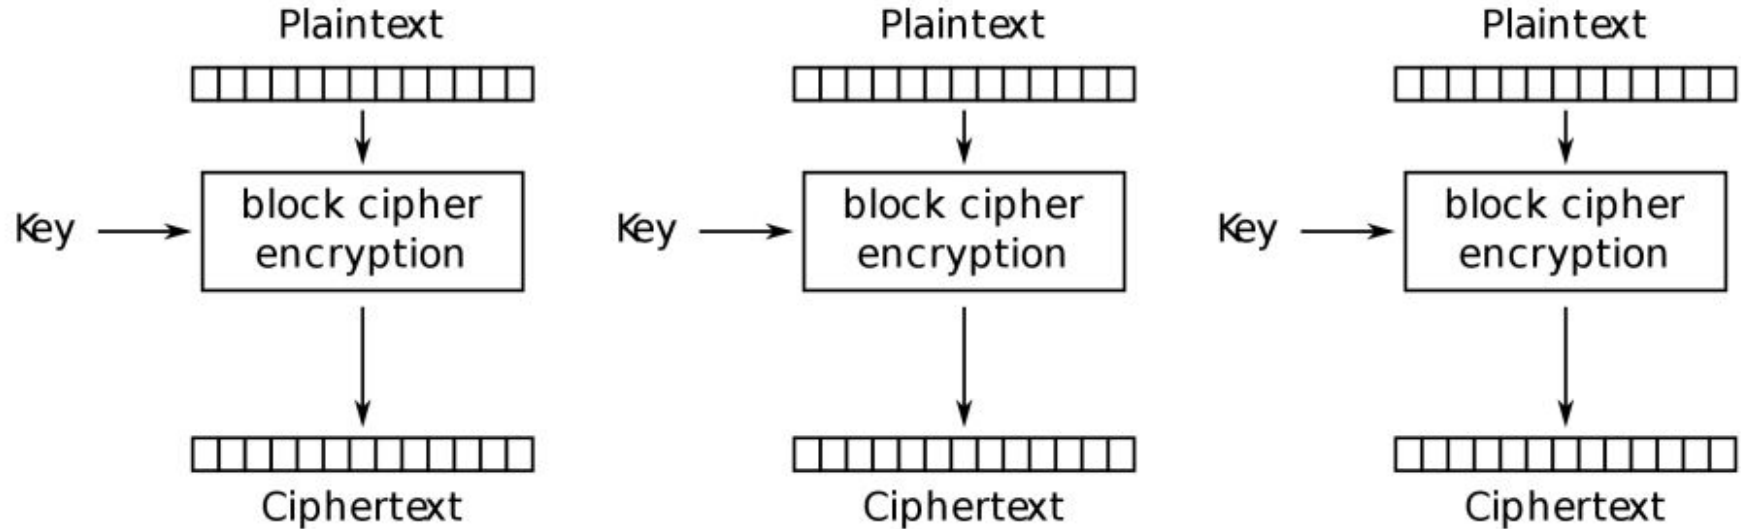 Plaintext
Plaintext
Plaintext
Key
block cipher
encryption
Key
block cipher
encryption
Key
block cipher
encryption
Ciphertext
Ciphertext
Ciphertext